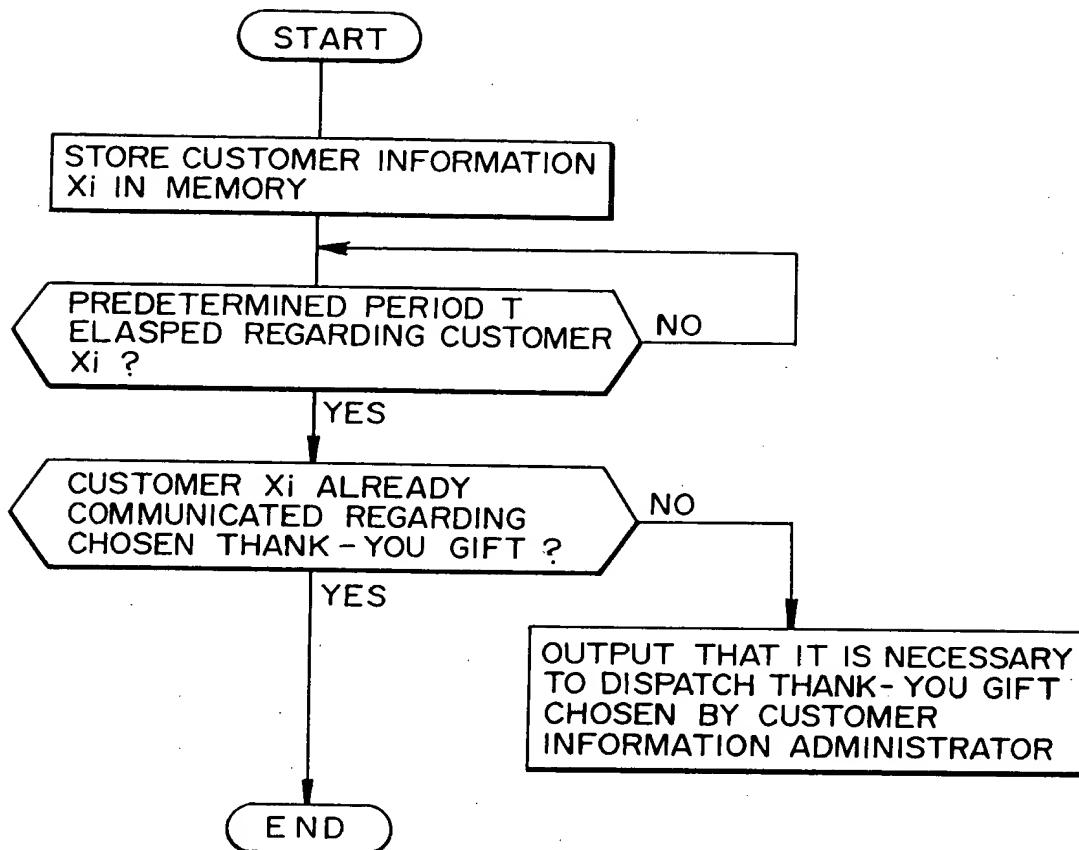 START
STORE CUSTOMER INFORMATION
Xi IN MEMORY
PREDETERMINED PERIOD T
ELASPED REGARDING CUSTOMER
Xi ?
NO
YES
CUSTOMER Xi ALREADY
COMMUNICATED REGARDING
CHOSEN THANK-YOU GIFT ?
NO
YES
OUTPUT THAT IT IS NECESSARY
TO DISPATCH THANK-YOU GIFT
CHOSEN BY CUSTOMER
INFORMATION ADMINISTRATOR
END